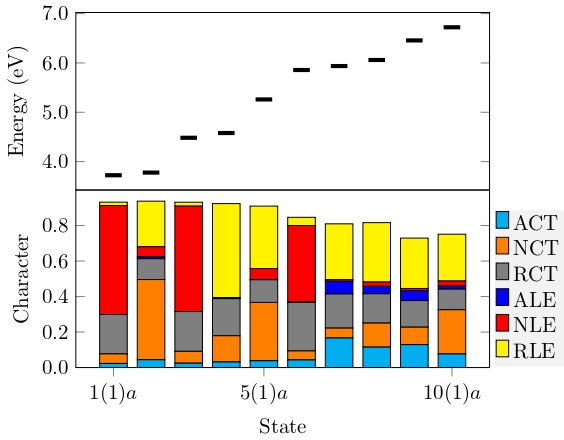 7.0
6.0
5.0
4.0
Energy (eV)
0.8
0.6
0.4
0.2
0.0
Character
ACT
NCT
RCT
ALE
NLE
RLE
1(1)a 5(1)a 10(1)a
State